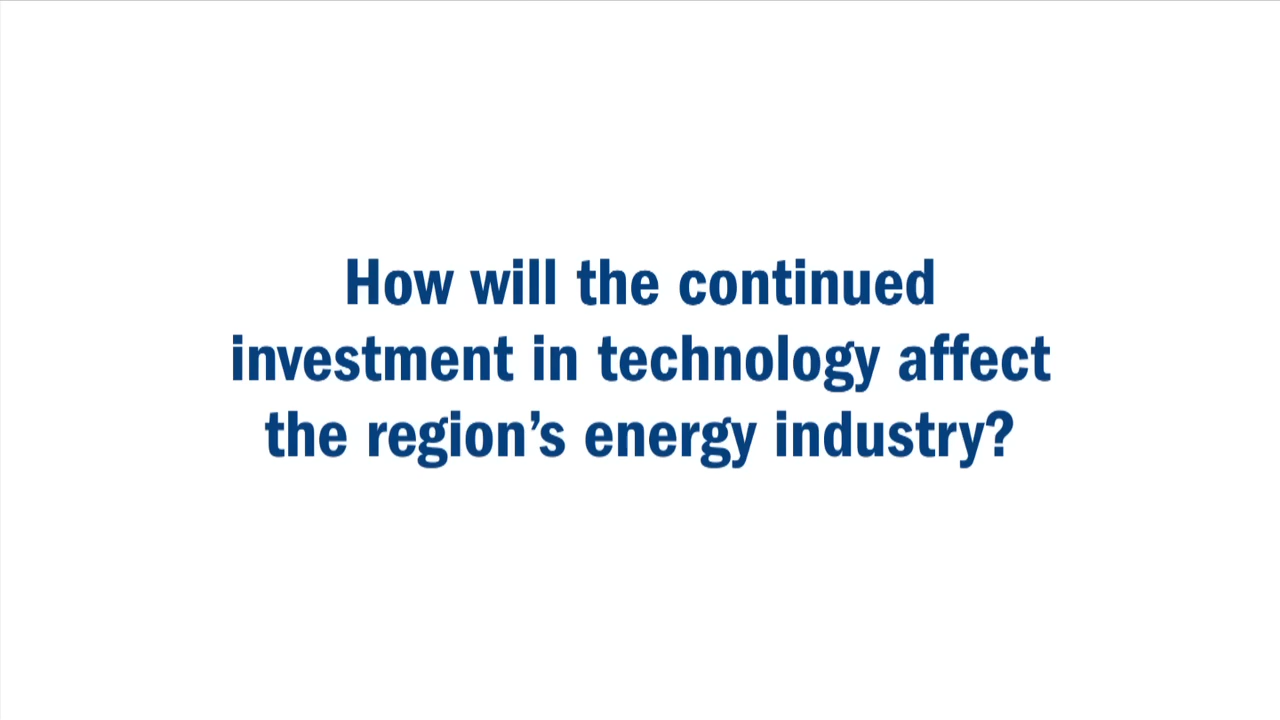 How will the continued
investment in technology affect
the region’s energy industry?